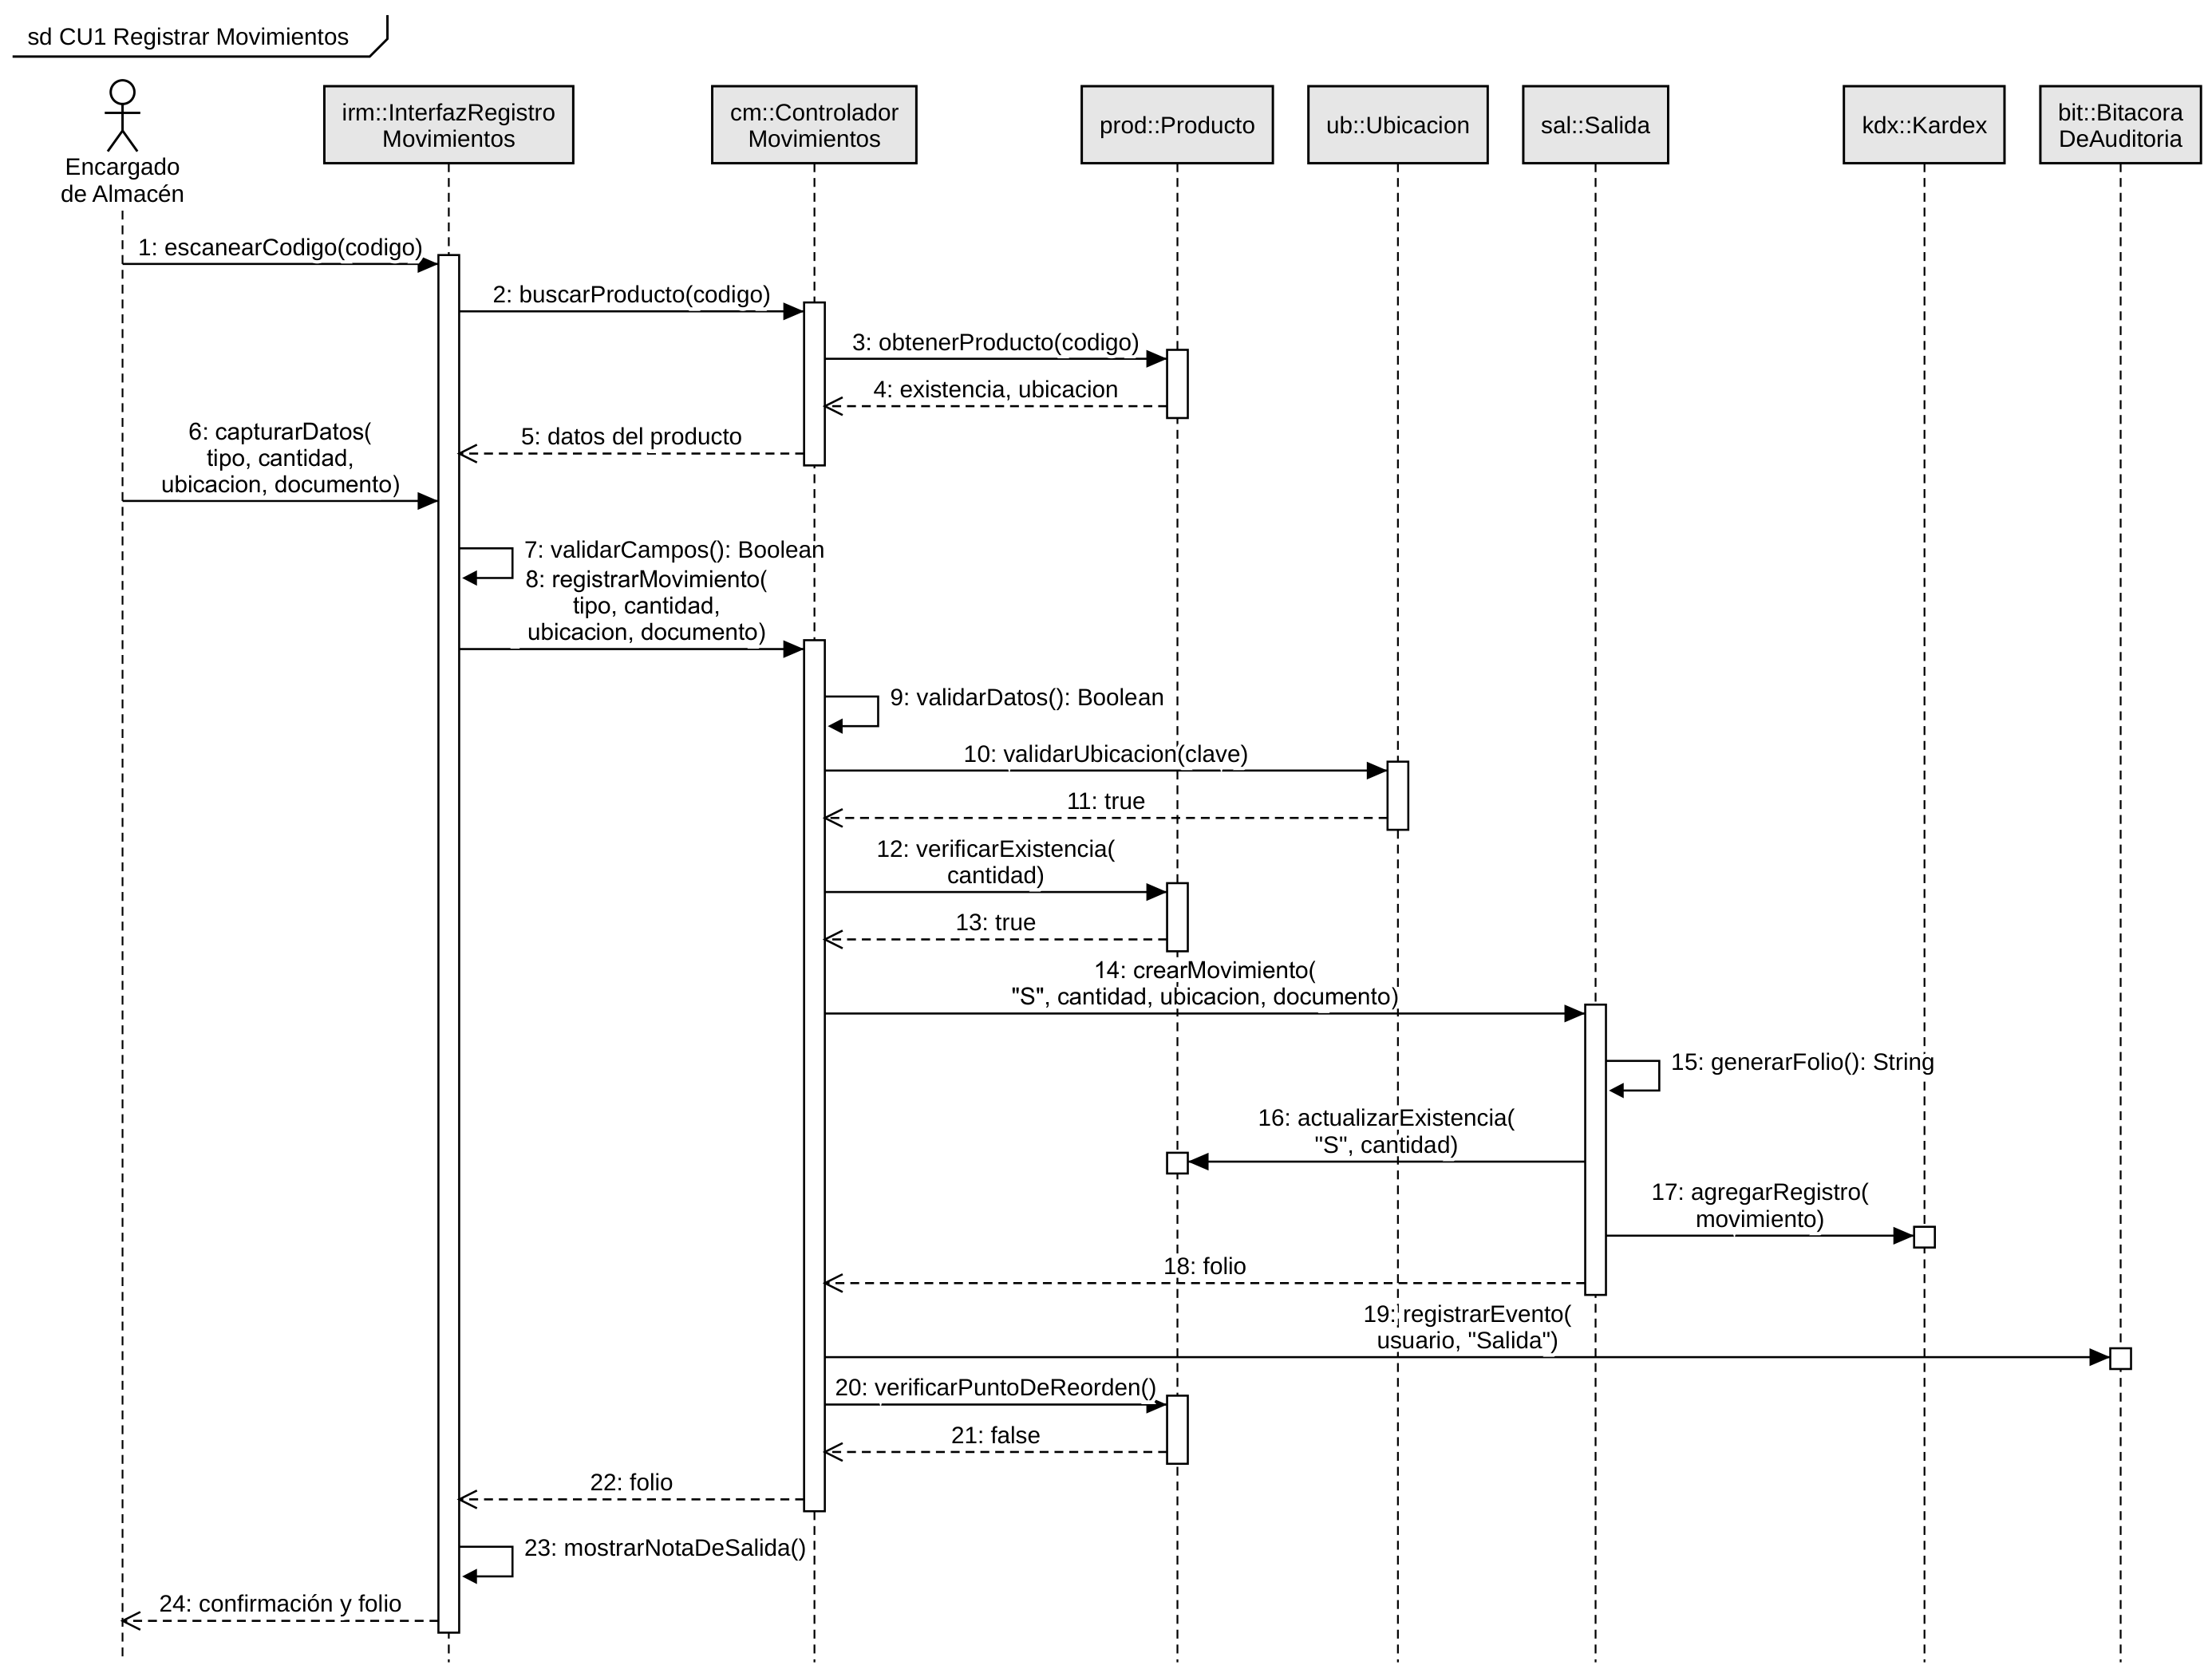 sd CU1 Registrar Movimientos
Encargado
de Almacén
irm::InterfazRegistro
Movimientos
cm::Controlador
Movimientos
prod::Producto
ub::Ubicacion
sal::Salida
kdx::Kardex
bit::Bitacora
DeAuditoria
1: escanearCodigo(codigo)
2: buscarProducto(codigo)
3: obtenerProducto(codigo)
4: existencia, ubicacion
5: datos del producto
6: capturarDatos(
tipo, cantidad,
ubicacion, documento)
7: validarCampos(): Boolean
8: registrarMovimiento(
tipo, cantidad,
ubicacion, documento)
9: validarDatos(): Boolean
10: validarUbicacion(clave)
11: true
12: verificarExistencia(
cantidad)
13: true
14: crearMovimiento(
"S", cantidad, ubicacion, documento)
15: generarFolio(): String
16: actualizarExistencia(
"S", cantidad)
17: agregarRegistro(
movimiento)
18: folio
19: registrarEvento(
usuario, "Salida")
20: verificarPuntoDeReorden()
21: false
22: folio
23: mostrarNotaDeSalida()
24: confirmación y folio